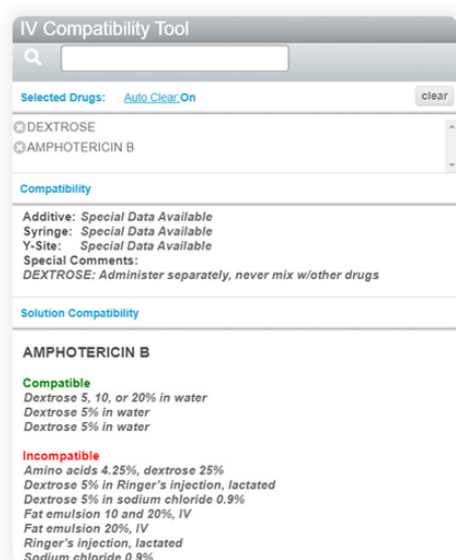 IV Compatibility Tool
Selected Drugs: Auto Clear:On
clear
DEXTROSE
AMPHOTERICIN B
Compatibility
Additive: Special Data Available
Syringe: Special Data Available
Y-Site: Special Data Available
Special Comments:
DEXTROSE: Administer separately, never mix w/other drugs
Solution Compatibility
AMPHOTERICIN B
Compatible
Dextrose 5, 10, or 20% in water
Dextrose 5% in water
Dextrose 5% in water
Incompatible
Amino acids 4.25%, dextrose 25%
Dextrose 5% in Ringer's injection, lactated
Dextrose 5% in sodium chloride 0.9%
Fat emulsion 10 and 20%, IV
Fat emulsion 20%, IV
Ringer's injection, lactated
Sodium chloride 0.9%